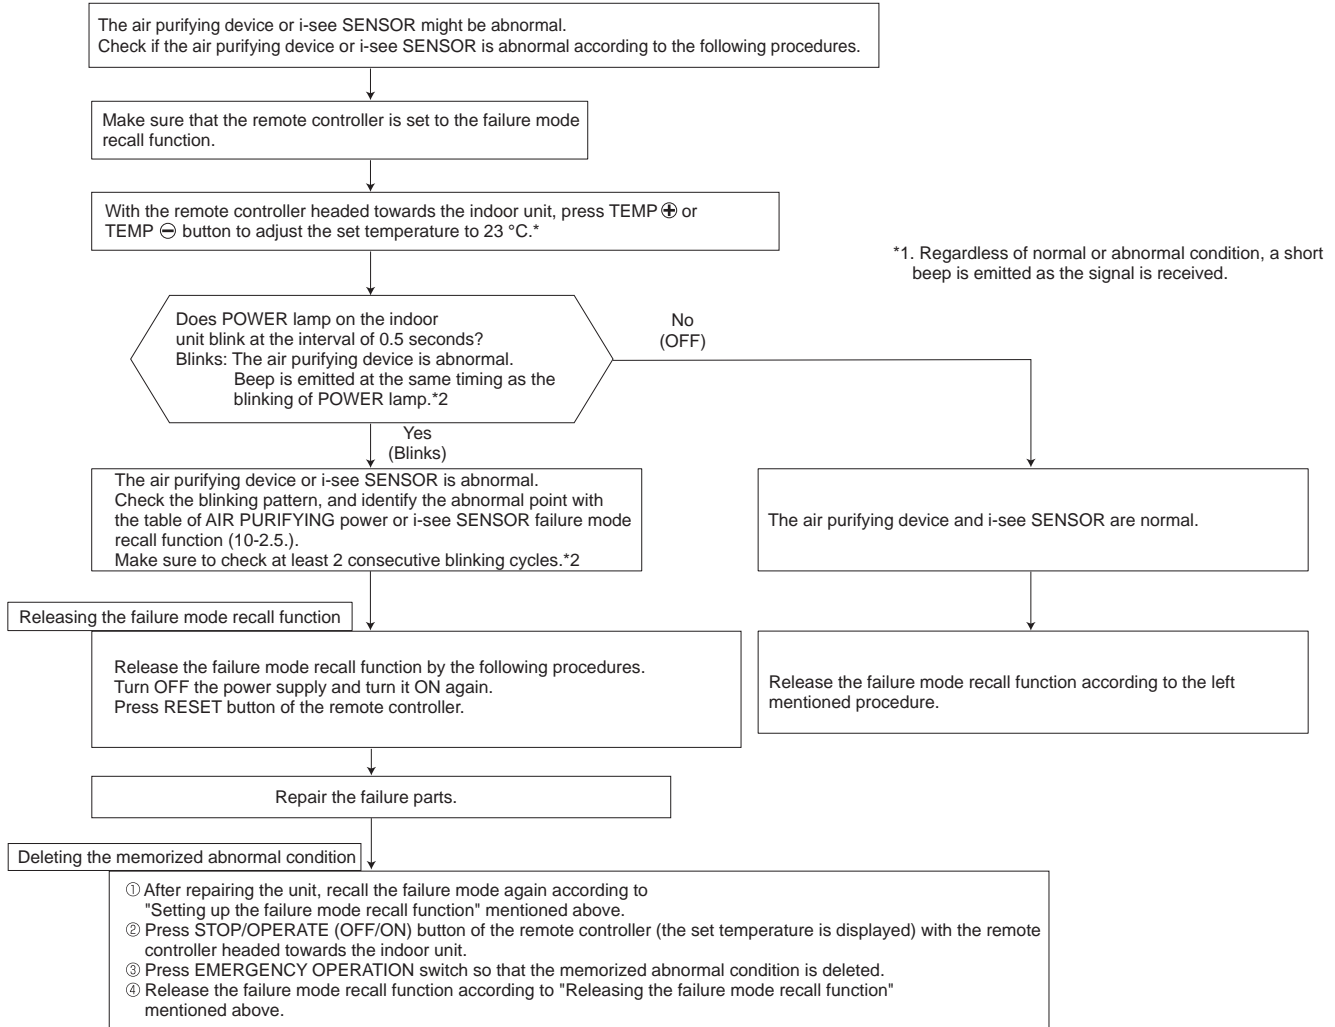 The air purifying device or i-see SENSOR might be abnormal.
Check if the air purifying device or i-see SENSOR is abnormal according to the following procedures.
Make sure that the remote controller is set to the failure mode
recall function.
With the remote controller headed towards the indoor unit, press TEMP ⊕ or
TEMP ⊖ button to adjust the set temperature to 23 °C.*
*1. Regardless of normal or abnormal condition, a short
beep is emitted as the signal is received.
Does POWER lamp on the indoor
unit blink at the interval of 0.5 seconds?
Blinks: The air purifying device is abnormal.
Beep is emitted at the same timing as the
blinking of POWER lamp.*2
No
(OFF)
Yes
(Blinks)
The air purifying device or i-see SENSOR is abnormal.
Check the blinking pattern, and identify the abnormal point with
the table of AIR PURIFYING power or i-see SENSOR failure mode
recall function (10-2.5.).
Make sure to check at least 2 consecutive blinking cycles.*2
The air purifying device and i-see SENSOR are normal.
Releasing the failure mode recall function
Release the failure mode recall function by the following procedures.
Turn OFF the power supply and turn it ON again.
Press RESET button of the remote controller.
Release the failure mode recall function according to the left
mentioned procedure.
Repair the failure parts.
Deleting the memorized abnormal condition
① After repairing the unit, recall the failure mode again according to
"Setting up the failure mode recall function" mentioned above.
② Press STOP/OPERATE (OFF/ON) button of the remote controller (the set temperature is displayed) with the remote
controller headed towards the indoor unit.
③ Press EMERGENCY OPERATION switch so that the memorized abnormal condition is deleted.
④ Release the failure mode recall function according to "Releasing the failure mode recall function"
mentioned above.